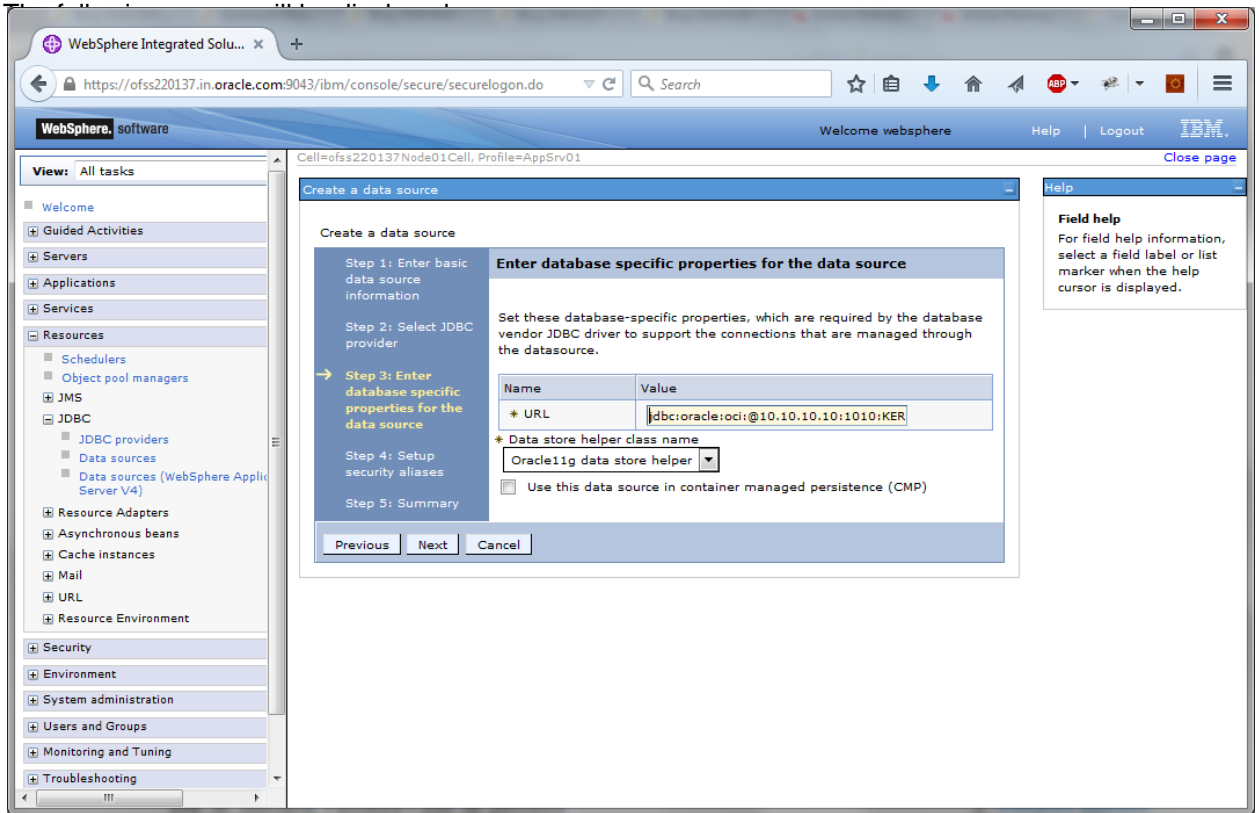 WebSphere Integrated Solu... × +
https://ofss220137.in.oracle.com:9043/ibm/console/secure/securelogon.do
Search
ABP
WebSphere. software
Welcome websphere
Help | Logout
IBM.
View: All tasks
Welcome
Guided Activities
Servers
Applications
Services
Resources
Schedulers
Object pool managers
JMS
JDBC
JDBC providers
Data sources
Data sources (WebSphere Applic
Server V4)
Resource Adapters
Asynchronous beans
Cache instances
Mail
URL
Resource Environment
Security
Environment
System administration
Users and Groups
Monitoring and Tuning
Troubleshooting
Cell=ofss220137Node01Cell, Profile=AppSrv01
Close page
Create a data source
Create a data source
Step 1: Enter basic
data source
information
Step 2: Select JDBC
provider
Step 3: Enter
database specific
properties for the
data source
Step 4: Setup
security aliases
Step 5: Summary
Enter database specific properties for the data source
Set these database-specific properties, which are required by the database
vendor JDBC driver to support the connections that are managed through
the datasource.
Name Value
* URL jdbc:oracle:oci:@10.10.10.10:1010:KER
* Data store helper class name
Oracle11g data store helper
Use this data source in container managed persistence (CMP)
Previous Next Cancel
Help
Field help
For field help information,
select a field label or list
marker when the help
cursor is displayed.